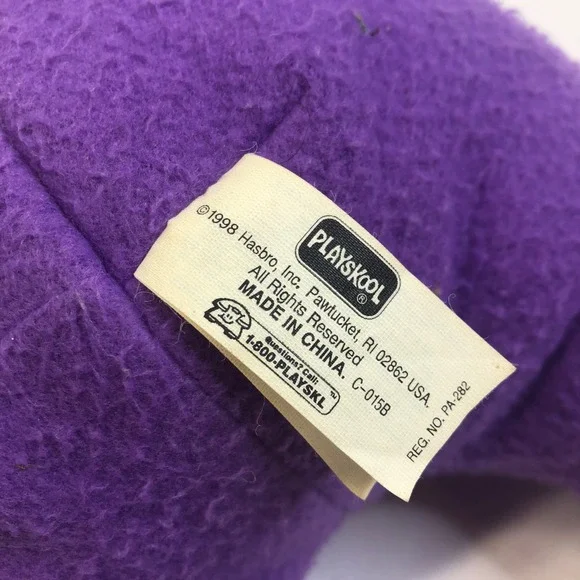 PLAYSKOOL®
©1998 Hasbro, Inc. Pawtucket, RI 02862 USA.
All Rights Reserved
MADE IN CHINA. C-015B
Questions? Call:
1-800-PLAYSKL™
REG. NO. PA-282